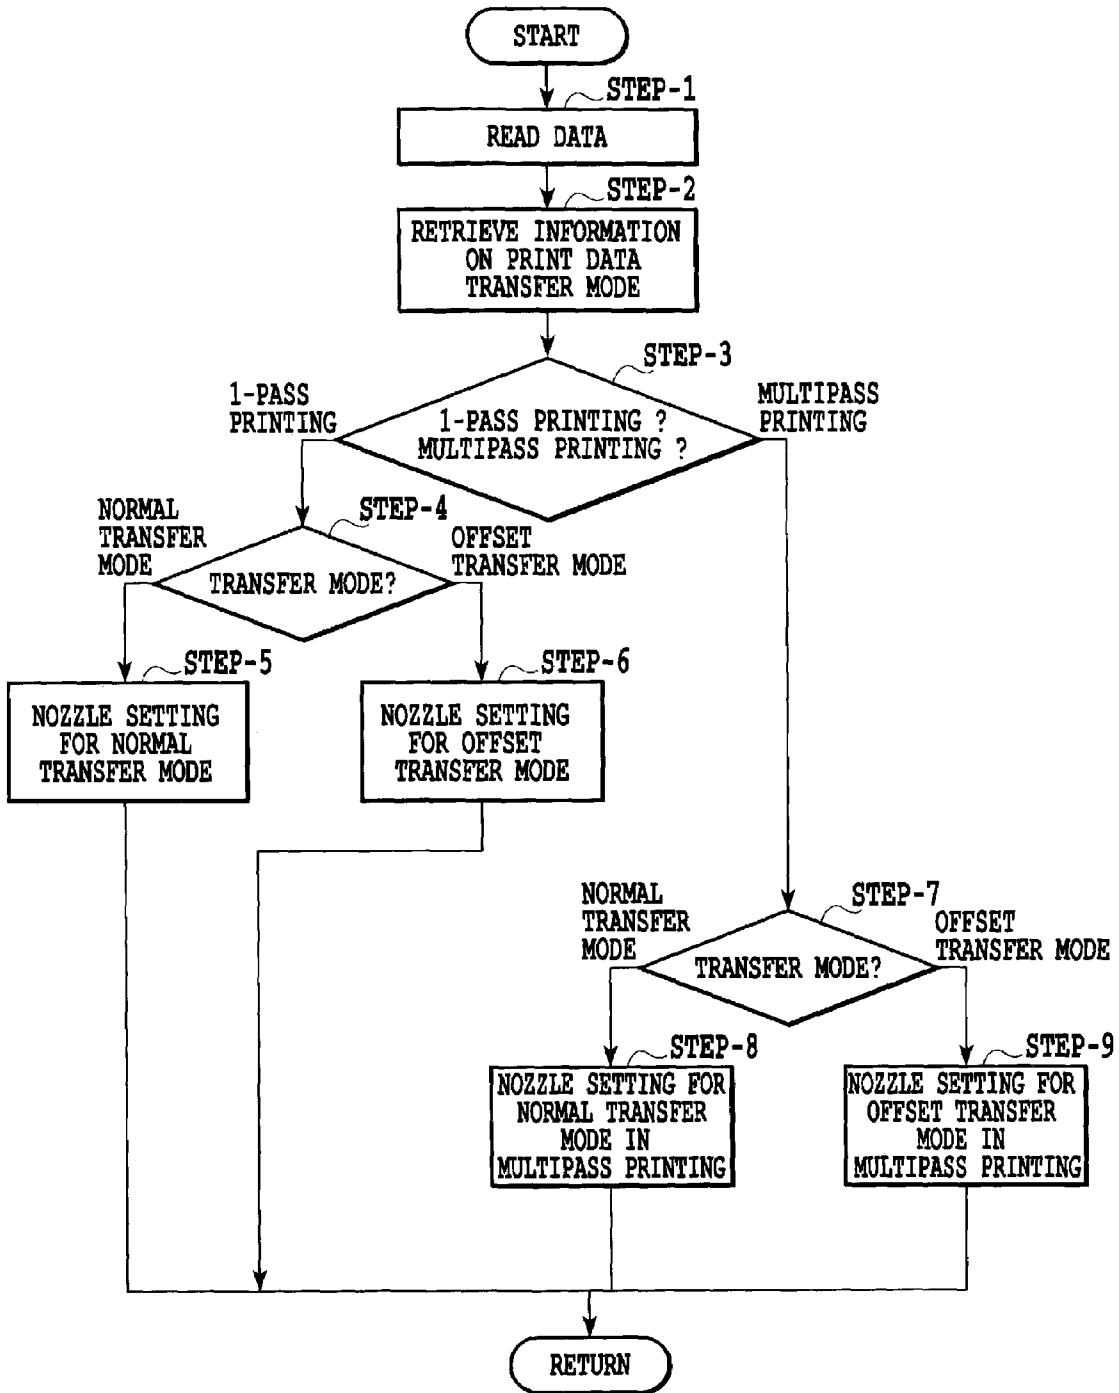 START
STEP-1
READ DATA
STEP-2
RETRIEVE INFORMATION
ON PRINT DATA
TRANSFER MODE
STEP-3
1-PASS
PRINTING
1-PASS PRINTING ?
MULTIPASS PRINTING ?
MULTIPASS
PRINTING
STEP-4
NORMAL
TRANSFER
MODE
TRANSFER MODE?
OFFSET
TRANSFER MODE
STEP-5
NOZZLE SETTING
FOR NORMAL
TRANSFER MODE
STEP-6
NOZZLE SETTING
FOR OFFSET
TRANSFER MODE
STEP-7
NORMAL
TRANSFER
MODE
TRANSFER MODE?
OFFSET
TRANSFER MODE
STEP-8
NOZZLE SETTING FOR
NORMAL TRANSFER
MODE IN
MULTIPASS PRINTING
STEP-9
NOZZLE SETTING FOR
OFFSET TRANSFER
MODE IN
MULTIPASS PRINTING
RETURN